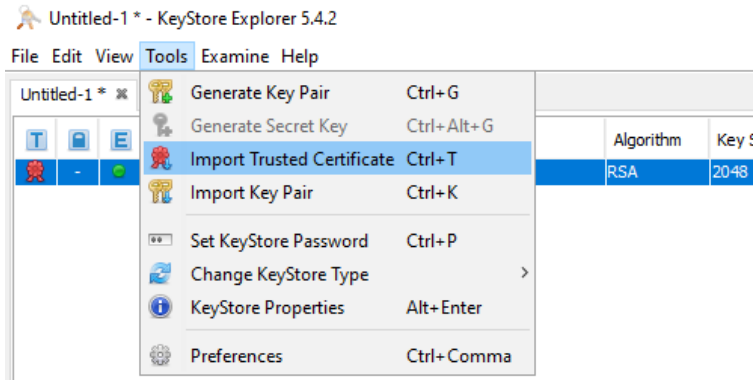 Untitled-1 * - KeyStore Explorer 5.4.2
File Edit View Tools Examine Help
Untitled-1 *
Generate Key Pair Ctrl+G
Generate Secret Key Ctrl+Alt+G
T E Algorithm Key S
Import Trusted Certificate Ctrl+T
- RSA 2048
Import Key Pair Ctrl+K
Set KeyStore Password Ctrl+P
Change KeyStore Type
KeyStore Properties Alt+Enter
Preferences Ctrl+Comma